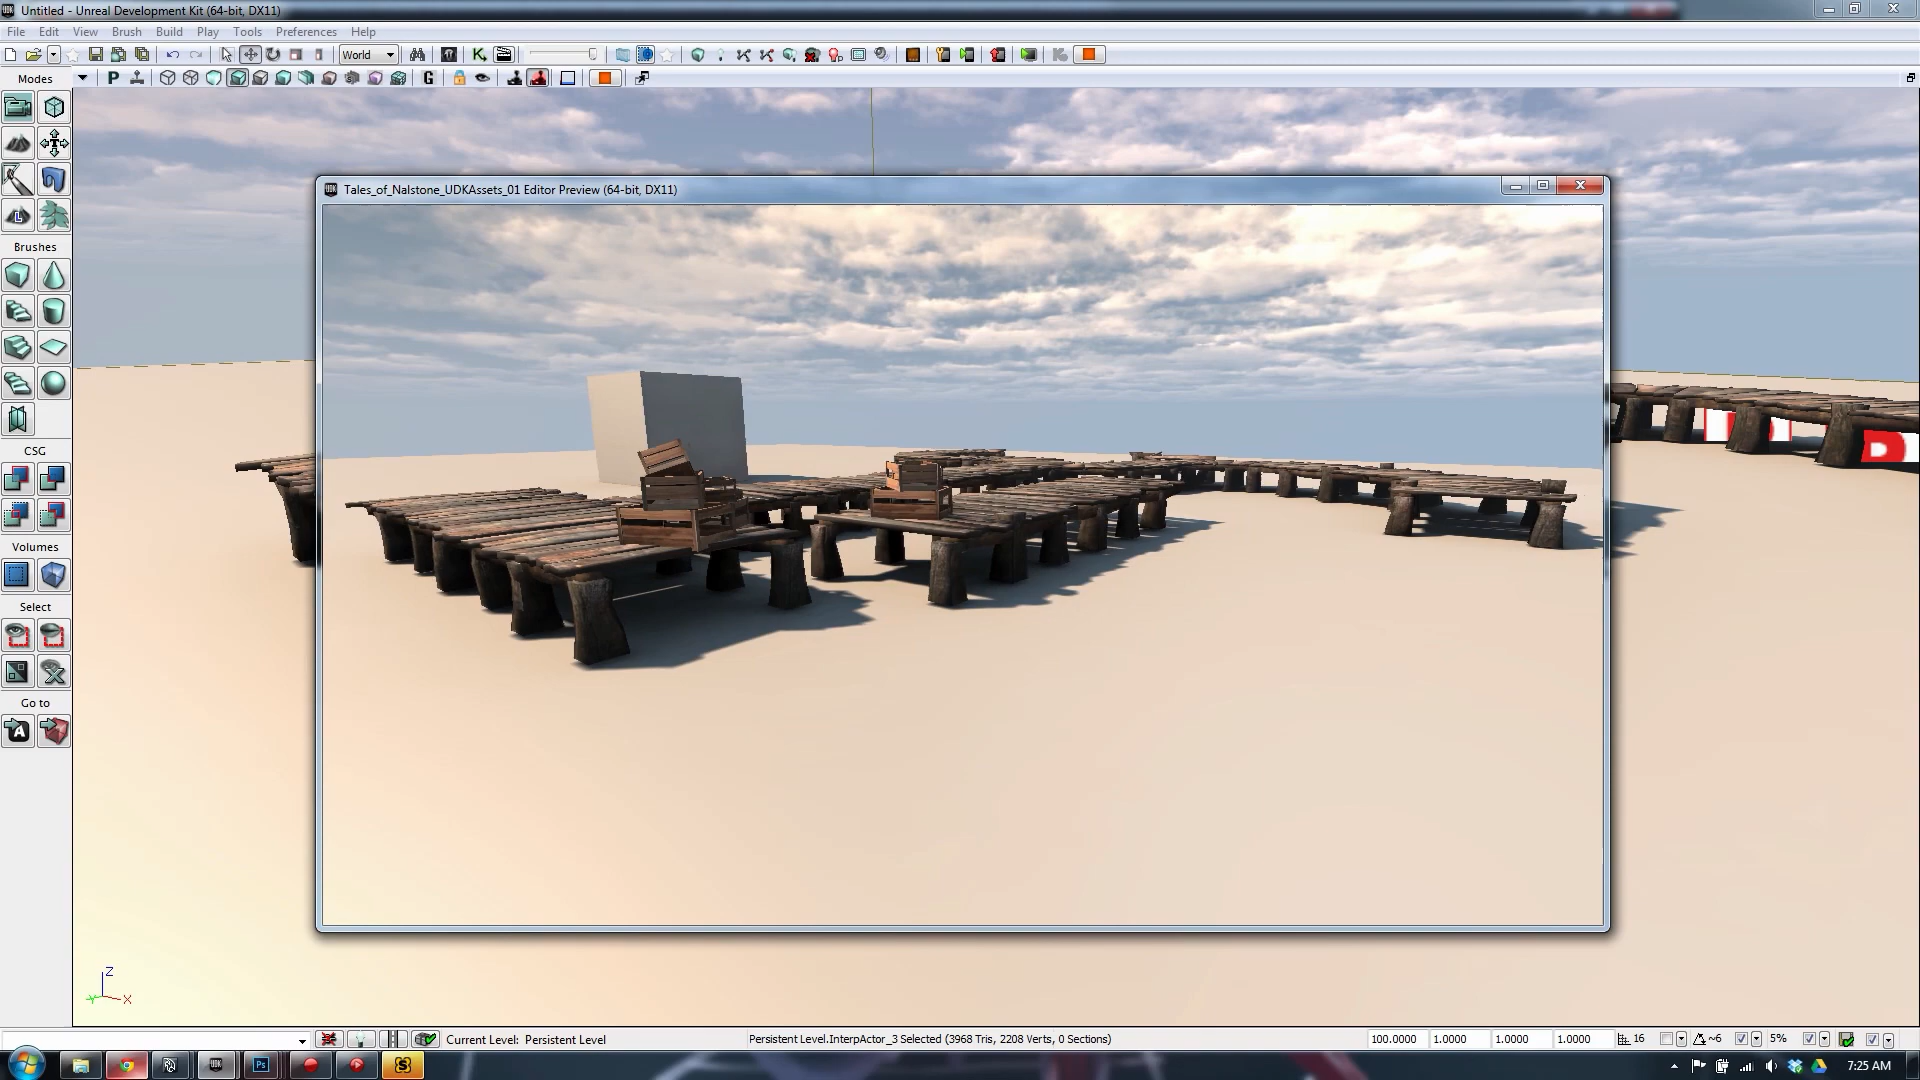 Untitled - Unreal Development Kit (64-bit, DX11)
File Edit View Brush Build Play Tools Preferences Help
World
Modes
P
G
Tales_of_Nalstone_UDKAssets_01 Editor Preview (64-bit, DX11)
Brushes
CSG
Volumes
Select
Go to
A
D
Z
Y
X
Current Level: Persistent Level
Persistent Level.InterpActor_3 Selected (3968 Tris, 2208 Verts, 0 Sections)
100.0000
1.0000
1.0000
1.0000
16
~6
5%
Ps
7:25 AM